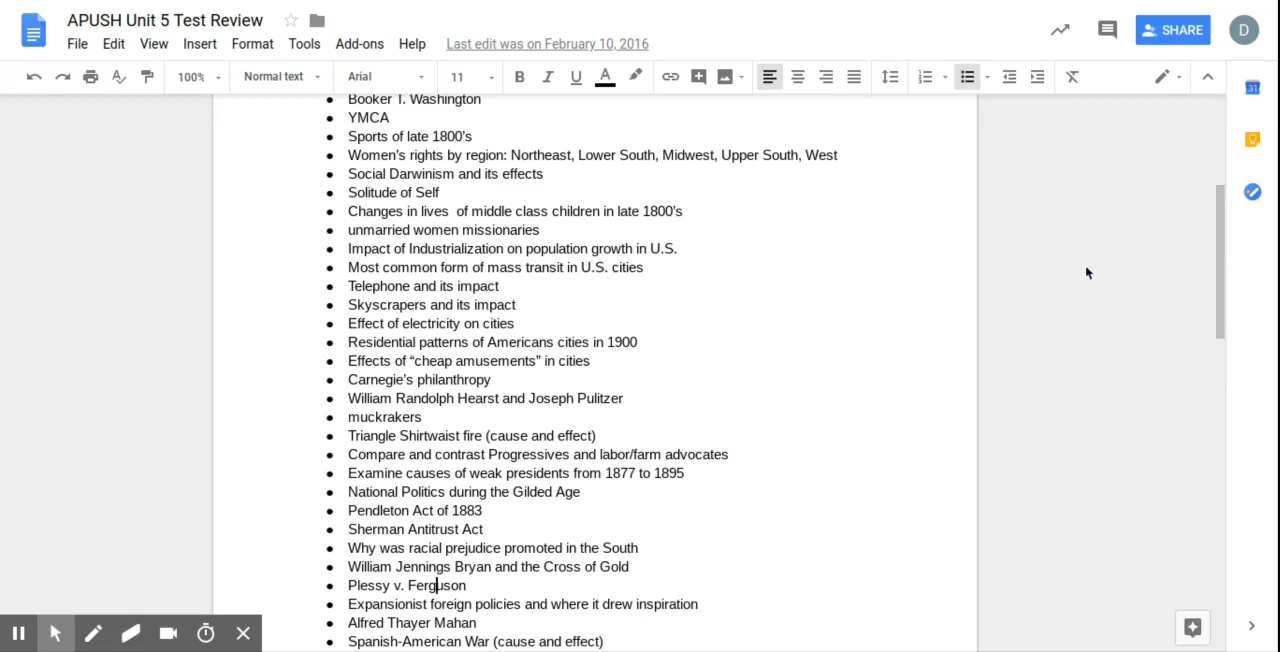 APUSH Unit 5 Test Review
File Edit View Insert Format Tools Add-ons Help Last edit was on February 10, 2016
SHARE
D
100% Normal text Arial 11 B I U A
31
Booker T. Washington
YMCA
Sports of late 1800’s
Women’s rights by region: Northeast, Lower South, Midwest, Upper South, West
Social Darwinism and its effects
Solitude of Self
Changes in lives  of middle class children in late 1800’s
unmarried women missionaries
Impact of Industrialization on population growth in U.S.
Most common form of mass transit in U.S. cities
Telephone and its impact
Skyscrapers and its impact
Effect of electricity on cities
Residential patterns of Americans cities in 1900
Effects of “cheap amusements” in cities
Carnegie’s philanthropy
William Randolph Hearst and Joseph Pulitzer
muckrakers
Triangle Shirtwaist fire (cause and effect)
Compare and contrast Progressives and labor/farm advocates
Examine causes of weak presidents from 1877 to 1895
National Politics during the Gilded Age
Pendleton Act of 1883
Sherman Antitrust Act
Why was racial prejudice promoted in the South
William Jennings Bryan and the Cross of Gold
Plessy v. Ferguson
Expansionist foreign policies and where it drew inspiration
Alfred Thayer Mahan
Spanish-American War (cause and effect)